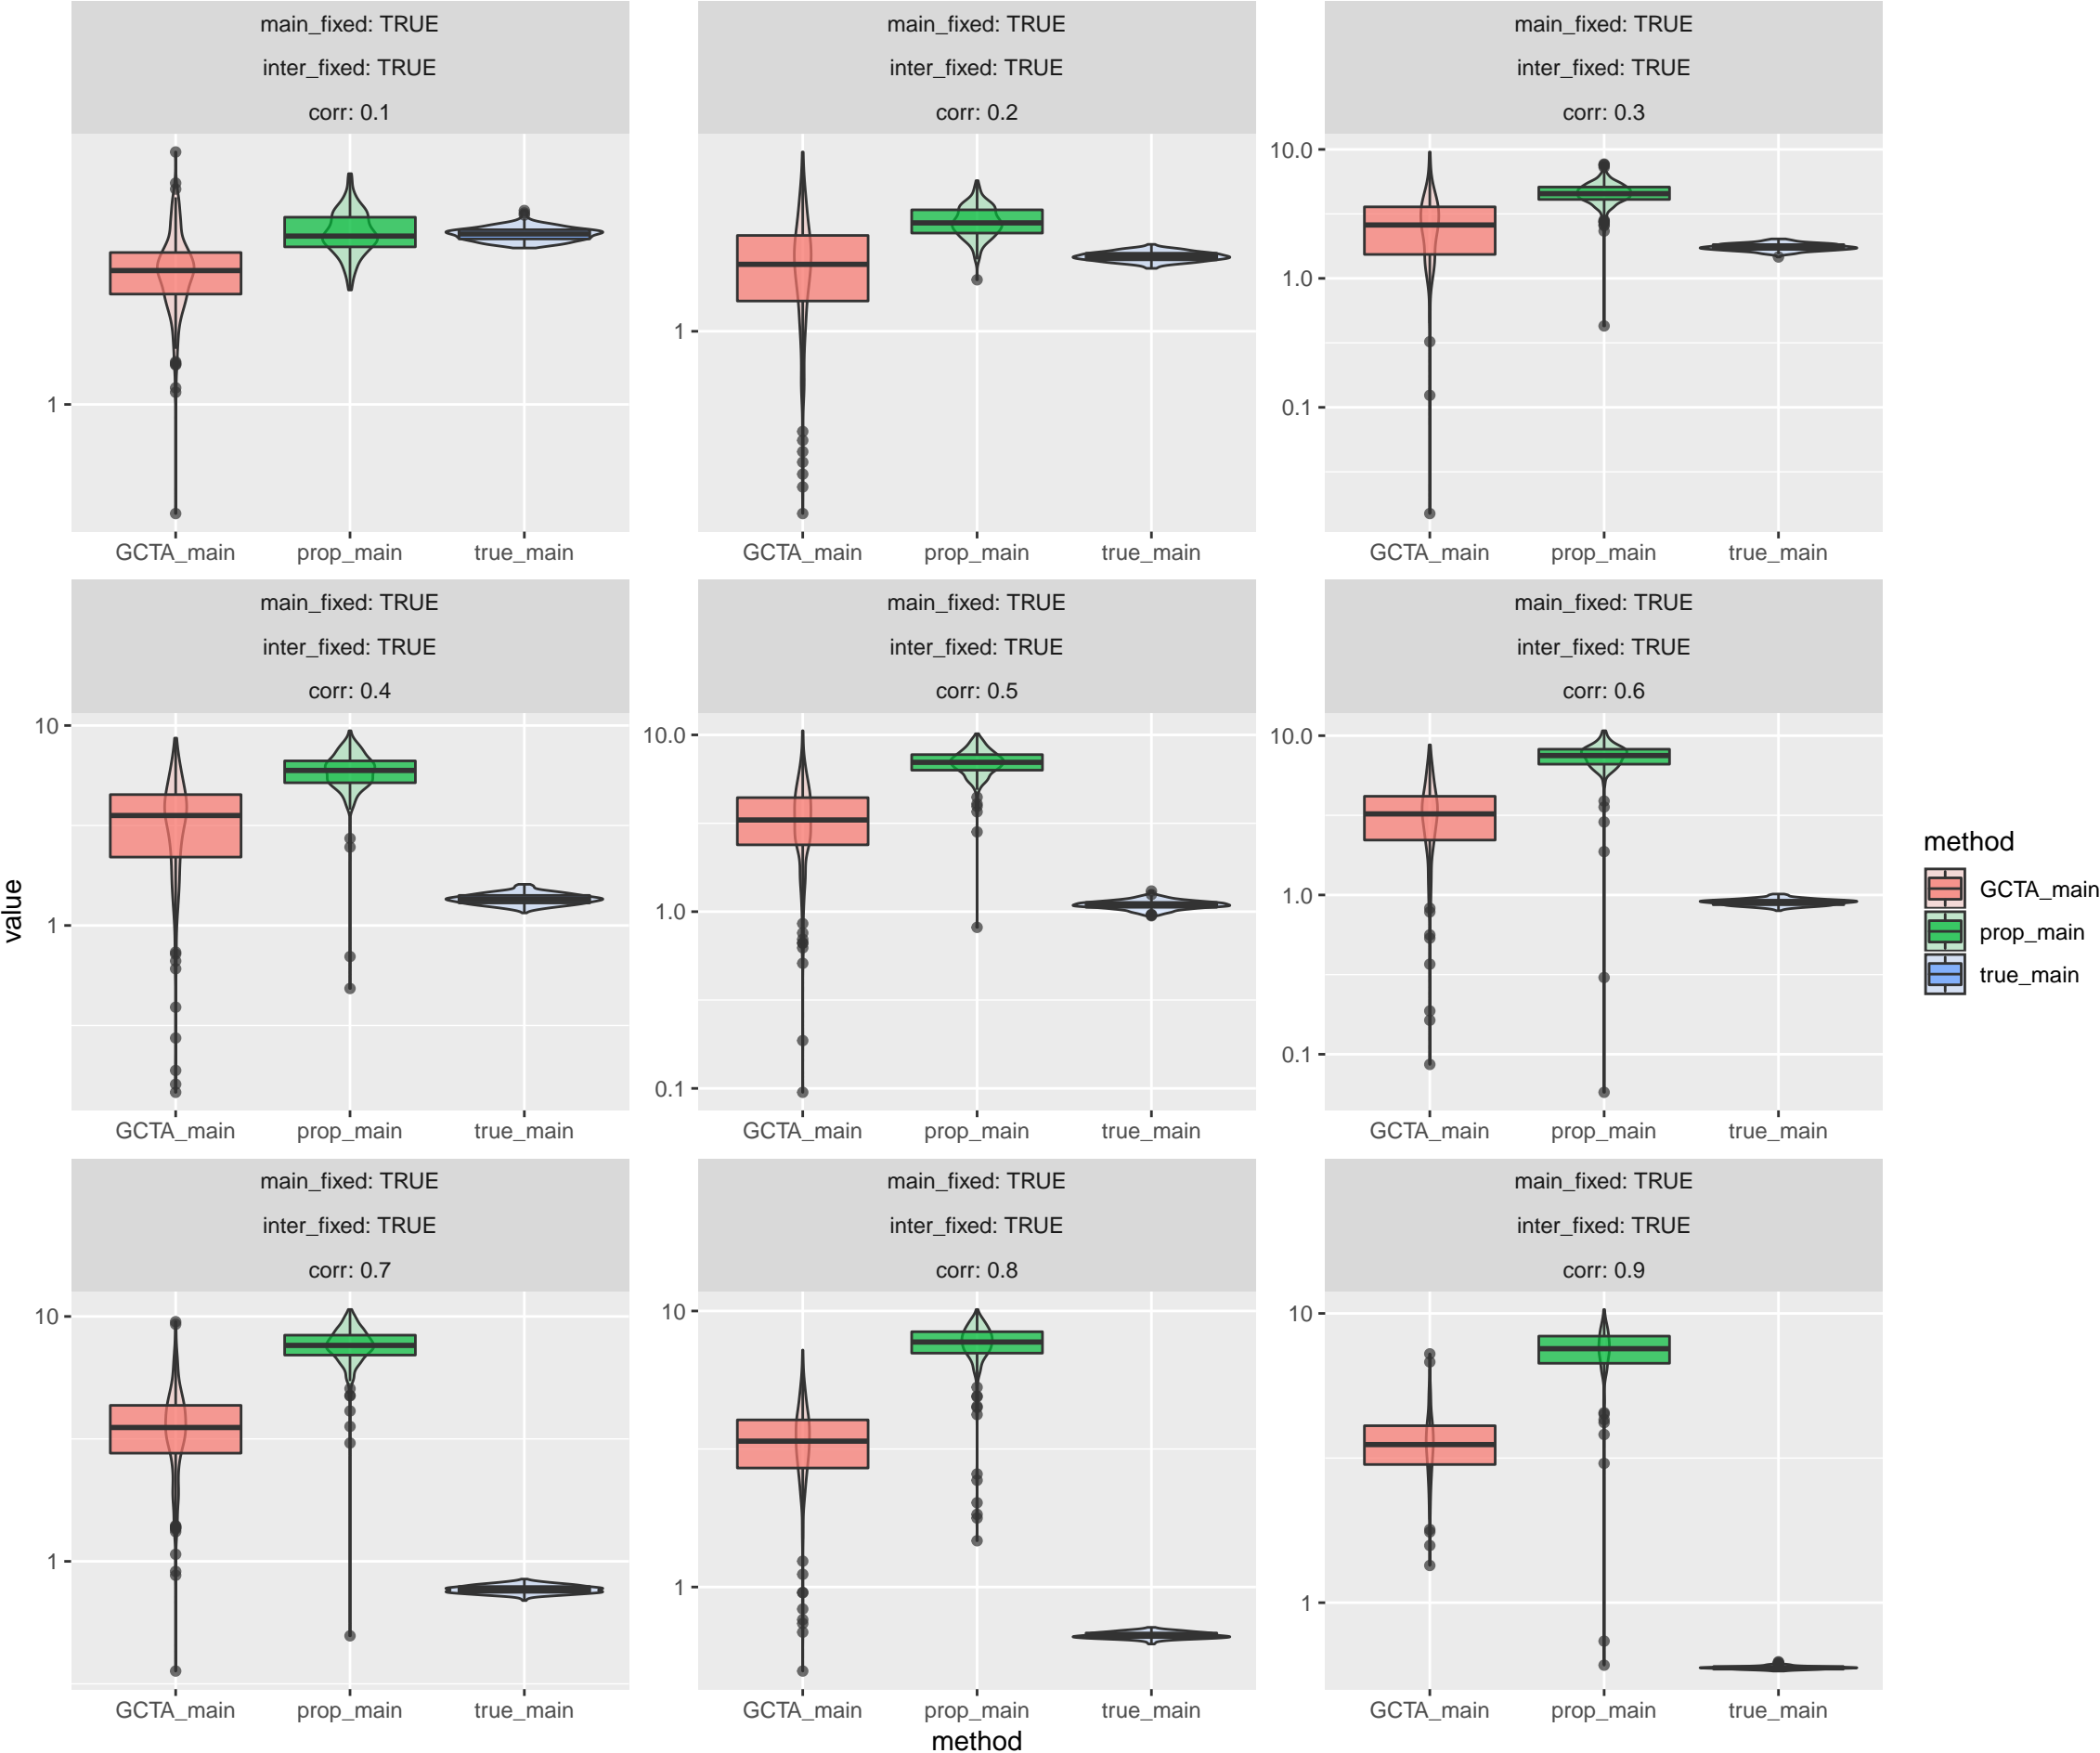 main_fixed: TRUE
inter_fixed: TRUE
corr: 0.1
main_fixed: TRUE
inter_fixed: TRUE
corr: 0.2
main_fixed: TRUE
inter_fixed: TRUE
corr: 0.3
1
GCTA_main prop_main true_main
1
GCTA_main prop_main true_main
10.0
1.0
0.1
GCTA_main prop_main true_main
main_fixed: TRUE
inter_fixed: TRUE
corr: 0.4
main_fixed: TRUE
inter_fixed: TRUE
corr: 0.5
main_fixed: TRUE
inter_fixed: TRUE
corr: 0.6
value
10
1
GCTA_main prop_main true_main
10.0
1.0
0.1
GCTA_main prop_main true_main
10.0
1.0
0.1
GCTA_main prop_main true_main
main_fixed: TRUE
inter_fixed: TRUE
corr: 0.7
main_fixed: TRUE
inter_fixed: TRUE
corr: 0.8
main_fixed: TRUE
inter_fixed: TRUE
corr: 0.9
10
1
GCTA_main prop_main true_main
10
1
GCTA_main prop_main true_main
10
1
GCTA_main prop_main true_main
method
method
GCTA_main
prop_main
true_main